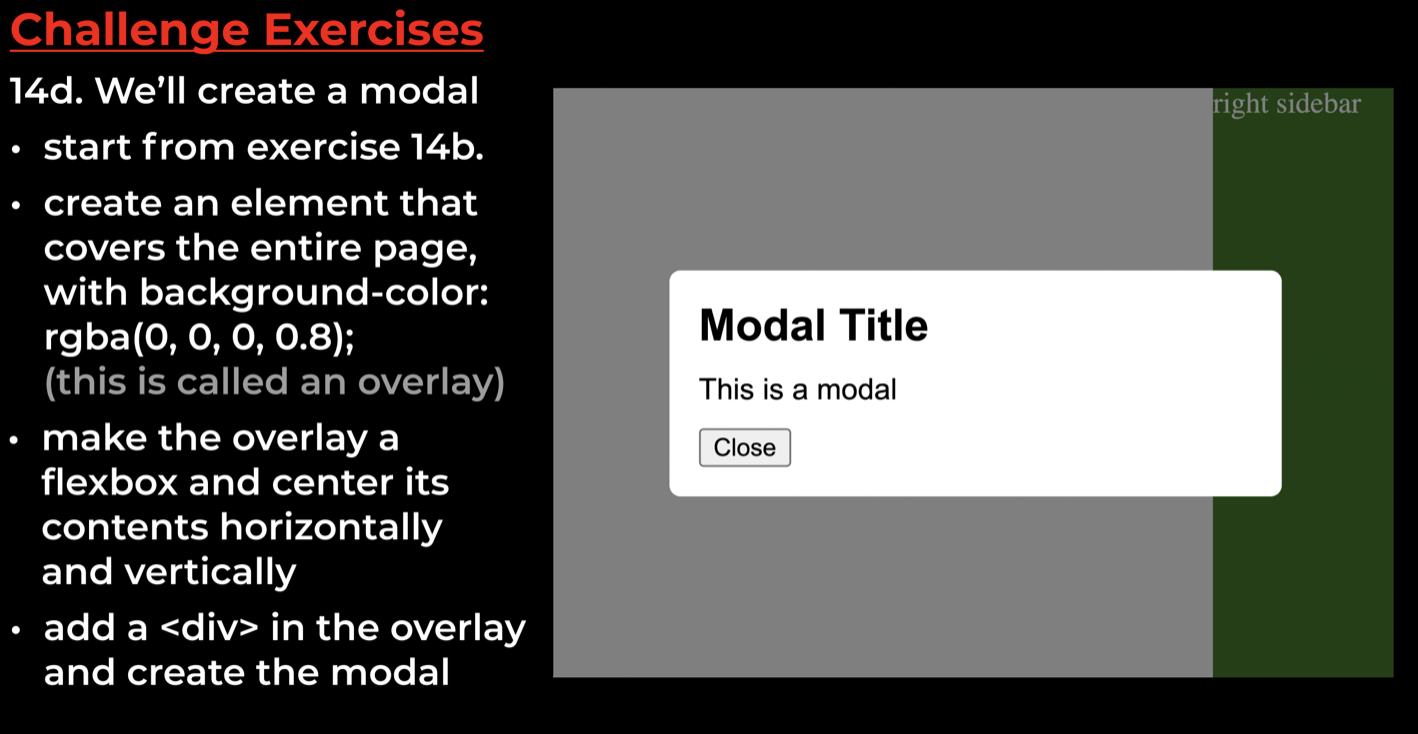 Challenge Exercises
14d. We’ll create a modal
• start from exercise 14b.
• create an element that
covers the entire page,
with background-color:
rgba(0, 0, 0, 0.8);
(this is called an overlay)
• make the overlay a
flexbox and center its
contents horizontally
and vertically
• add a <div> in the overlay
and create the modal
right sidebar
Modal Title
This is a modal
Close